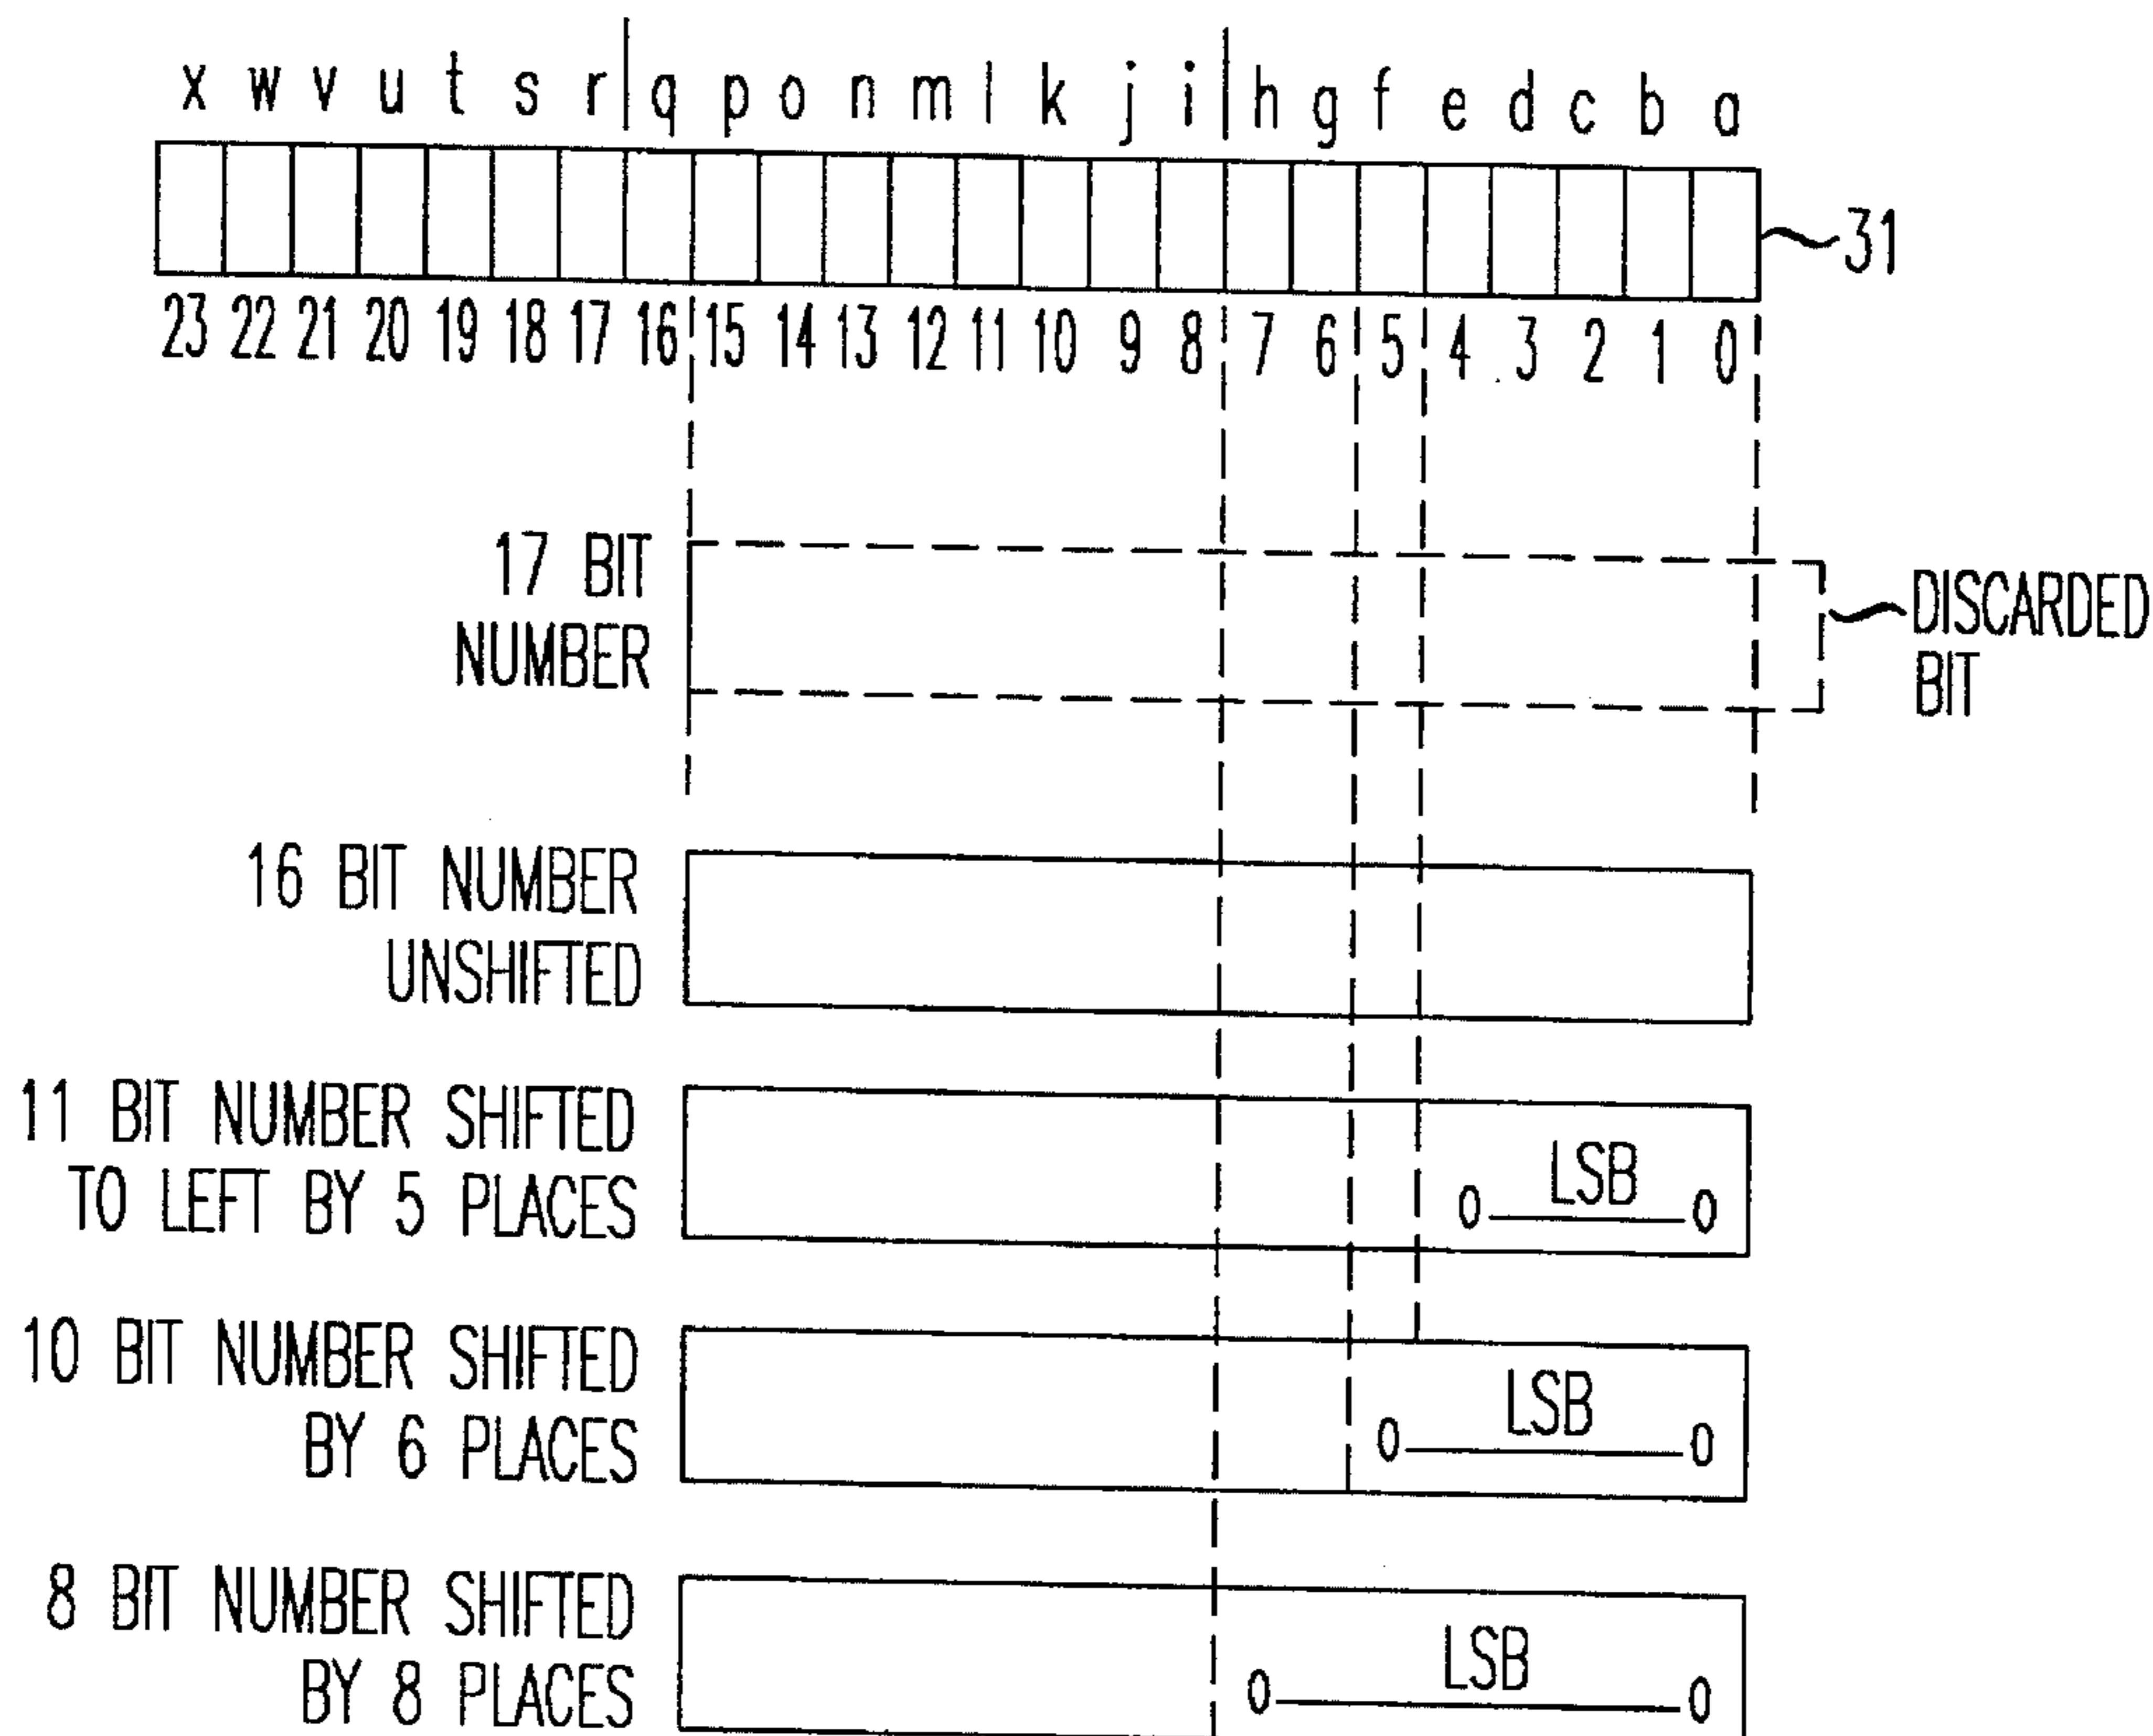 x w v u t s r q p o n m l k j i h g f e d c b a
31
23 22 21 20 19 18 17 16 15 14 13 12 11 10 9 8 7 6 5 4 3 2 1 0
17 BIT
NUMBER
DISCARDED
BIT
16 BIT NUMBER
UNSHIFTED
11 BIT NUMBER SHIFTED
TO LEFT BY 5 PLACES
0 LSB 0
10 BIT NUMBER SHIFTED
BY 6 PLACES
0 LSB 0
8 BIT NUMBER SHIFTED
BY 8 PLACES
0 LSB 0